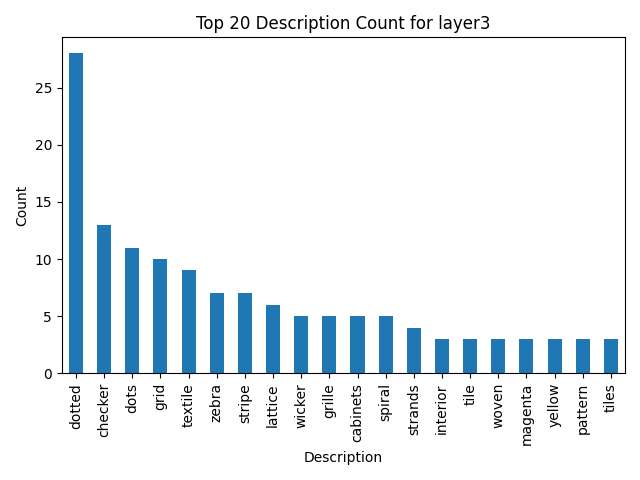 Top 20 Description Count for layer3
Count
25
20
15
10
5
0
dotted
checker
dots
grid
textile
zebra
stripe
lattice
wicker
grille
cabinets
spiral
strands
interior
tile
woven
magenta
yellow
pattern
tiles
Description